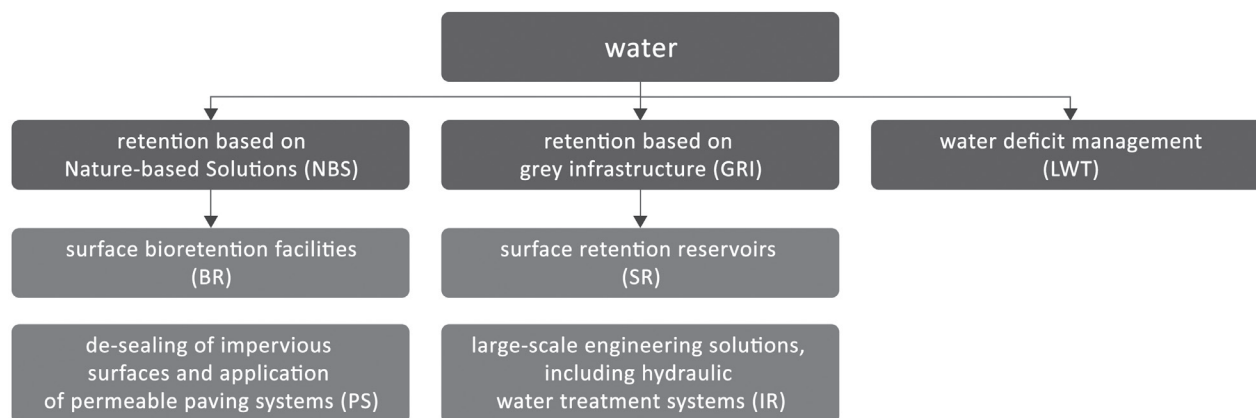 water
retention based on
Nature-based Solutions (NBS)
retention based on
grey infrastructure (GRI)
water deficit management
(LWT)
surface bioretention facilities
(BR)
surface retention reservoirs
(SR)
de-sealing of impervious
surfaces and application
of permeable paving systems (PS)
large-scale engineering solutions,
including hydraulic
water treatment systems (IR)